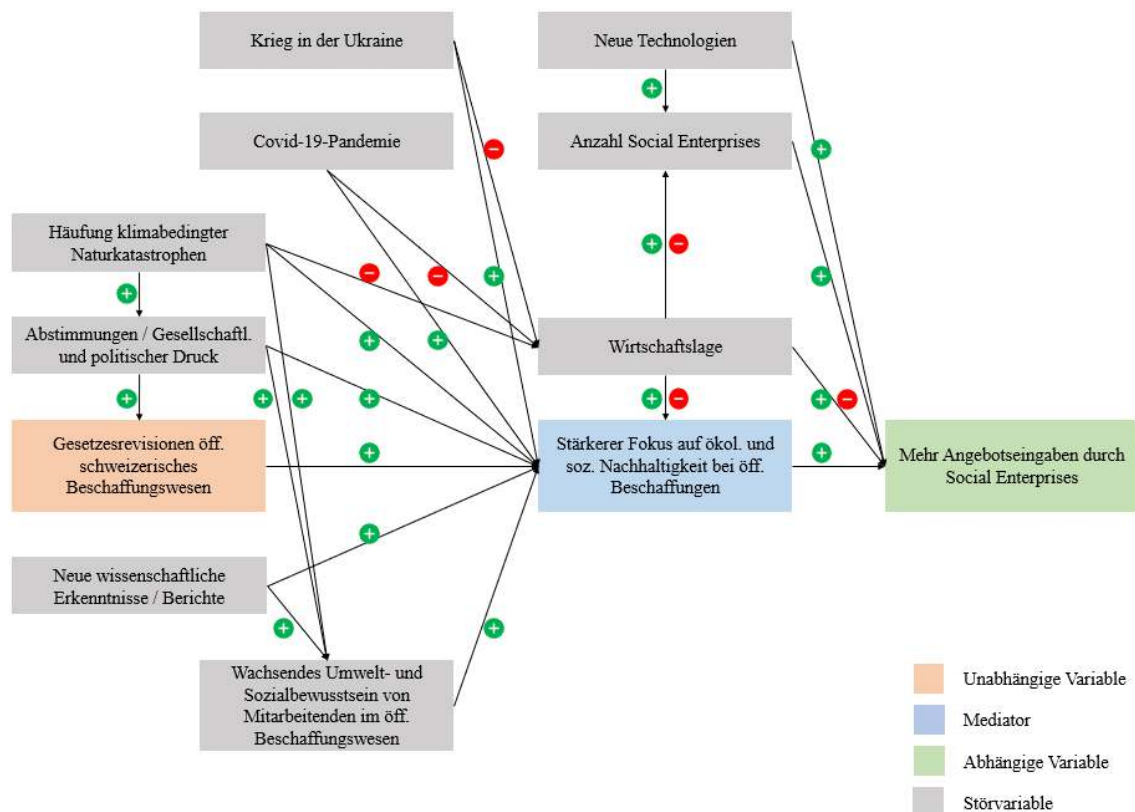 Krieg in der Ukraine
Neue Technologien
Covid-19-Pandemie
Anzahl Social Enterprises
Häufung klimabedingter
Naturkatastrophen
Abstimmungen / Gesellschaftl.
und politischer Druck
Wirtschaftslage
Gesetzesrevisionen öff.
schweizerisches
Beschaffungswesen
Stärkerer Fokus auf ökol. und
soz. Nachhaltigkeit bei öff.
Beschaffungen
Mehr Angebotseingaben durch
Social Enterprises
Neue wissenschaftliche
Erkenntnisse / Berichte
Wachsendes Umwelt- und
Sozialbewusstsein von
Mitarbeitenden im öff.
Beschaffungswesen
Unabhängige Variable
Mediator
Abhängige Variable
Störvariable